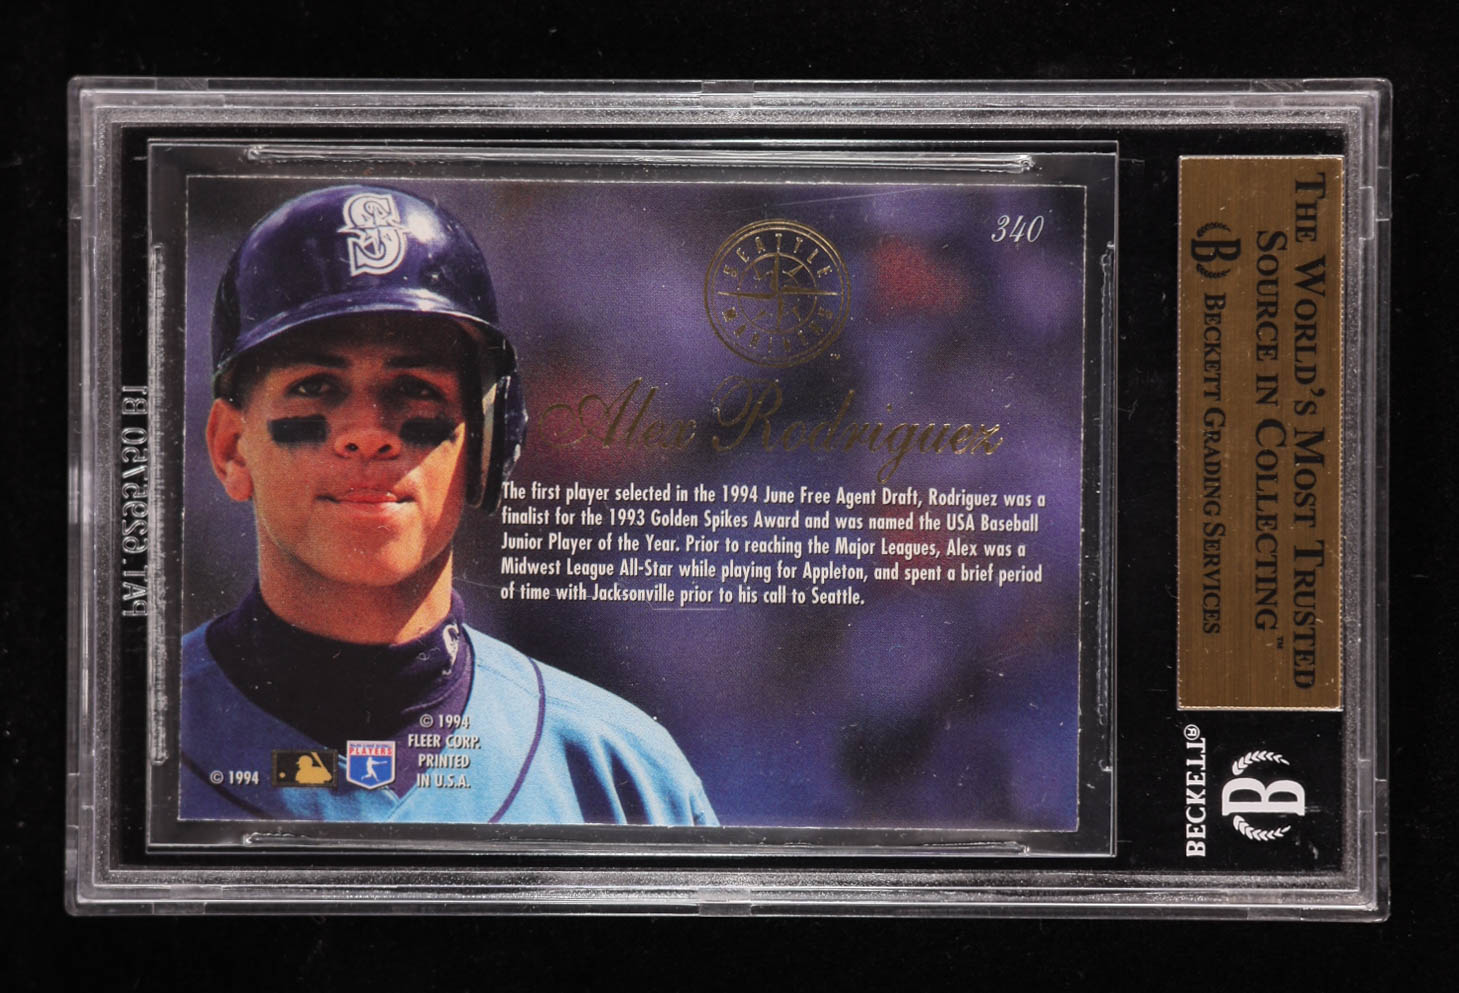 340
SEATTLE
MARINERS
Alex Rodriguez
The first player selected in the 1994 June Free Agent Draft, Rodriguez was a
finalist for the 1993 Golden Spikes Award and was named the USA Baseball
Junior Player of the Year. Prior to reaching the Major Leagues, Alex was a
Midwest League All-Star while playing for Appleton, and spent a brief period
of time with Jacksonville prior to his call to Seattle.
S
© 1994
PLAYERS
© 1994
FLEER CORP.
PRINTED
IN U.S.A.
THE WORLD'S MOST TRUSTED
SOURCE IN COLLECTING™
B BECKETT GRADING SERVICES
BECKETT®
B